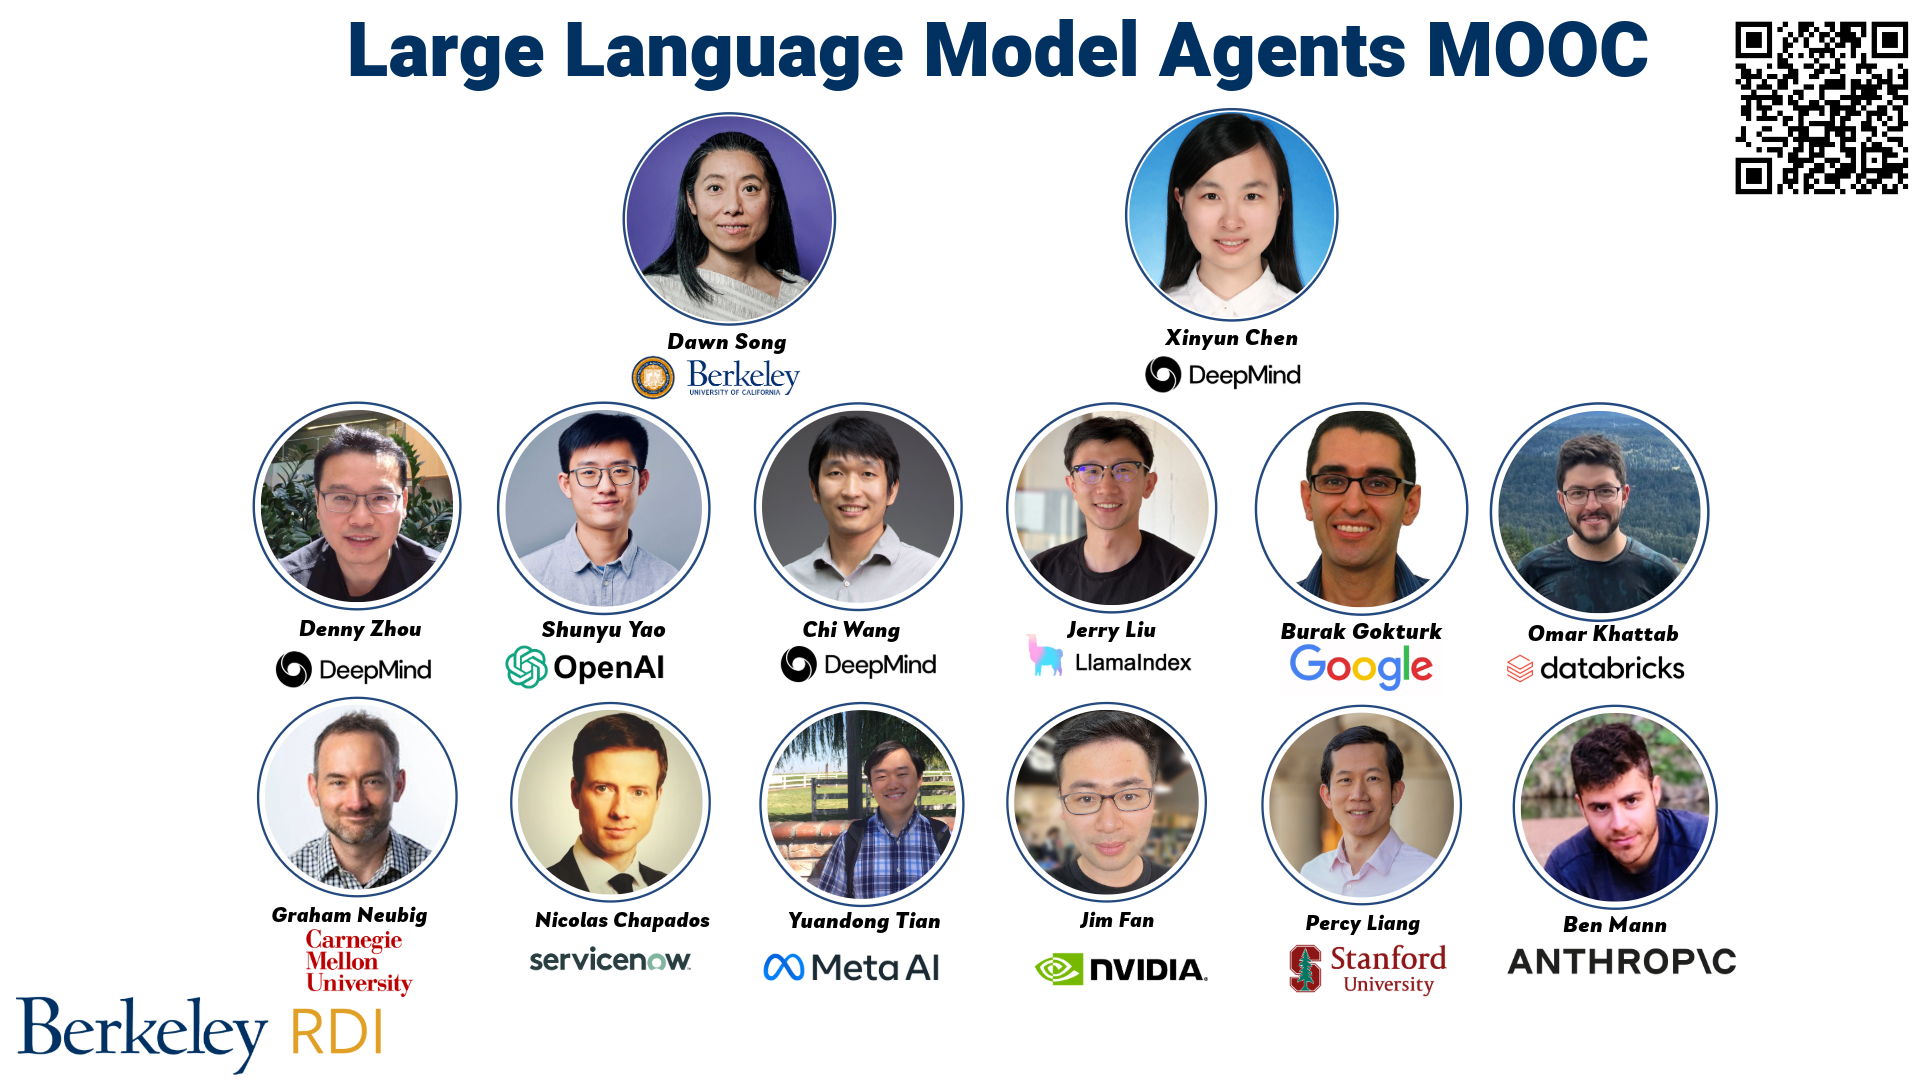 Large Language Model Agents MOOC
Dawn Song
Xinyun Chen
Berkeley
UNIVERSITY OF CALIFORNIA
DeepMind
Denny Zhou
Shunyu Yao
Chi Wang
Jerry Liu
Burak Gokturk
Omar Khattab
DeepMind
OpenAI
DeepMind
LlamaIndex
Google
databricks
Graham Neubig
Nicolas Chapados
Yuandong Tian
Jim Fan
Percy Liang
Ben Mann
Carnegie
Mellon
University
servicenow
Meta AI
NVIDIA
Stanford
University
ANTHROP\C
Berkeley RDI